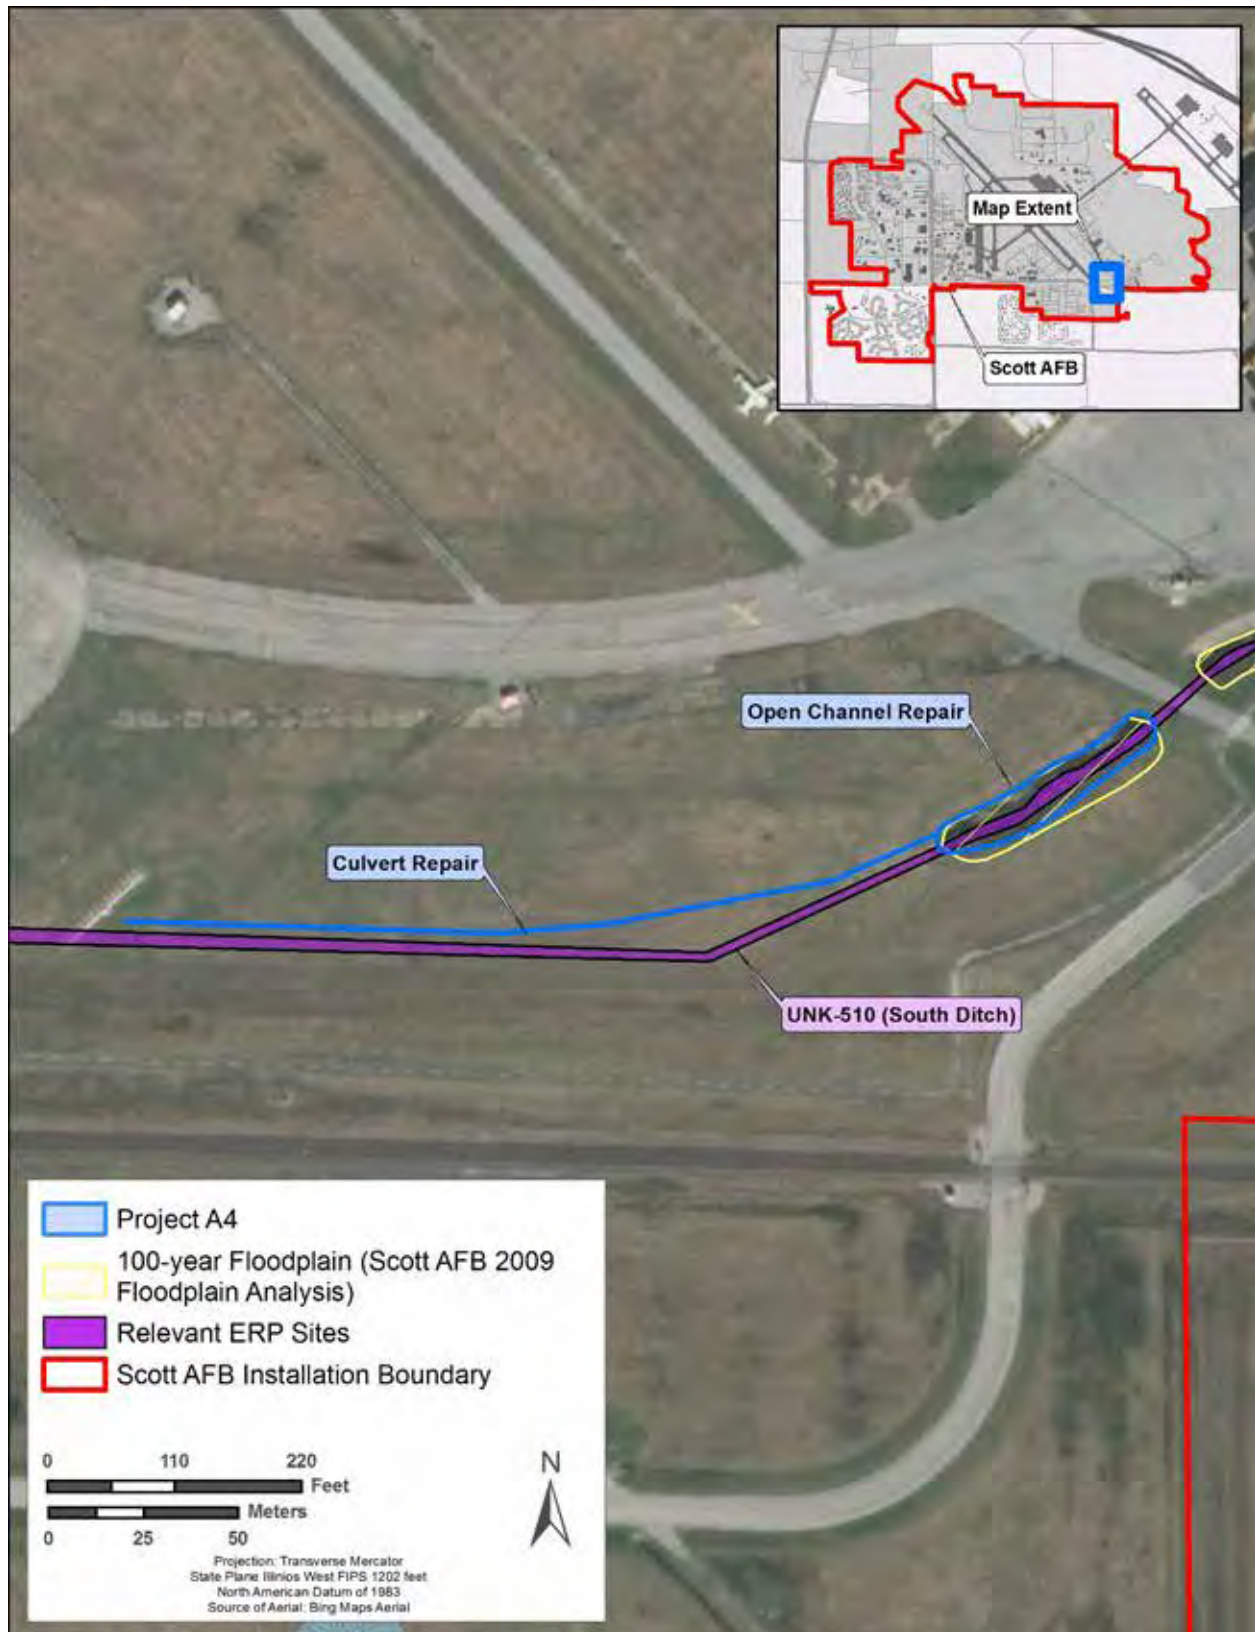 Map Extent
Scott AFB
Open Channel Repair
Culvert Repair
UNK-510 (South Ditch)
Project A4
100-year Floodplain (Scott AFB 2009
Floodplain Analysis)
Relevant ERP Sites
Scott AFB Installation Boundary
0 110 220
Feet
Meters
0 25 50
N
Projection: Transverse Mercator
State Plane Illinios West FIPS 1202 feet
North American Datum of 1983
Source of Aerial: Bing Maps Aerial